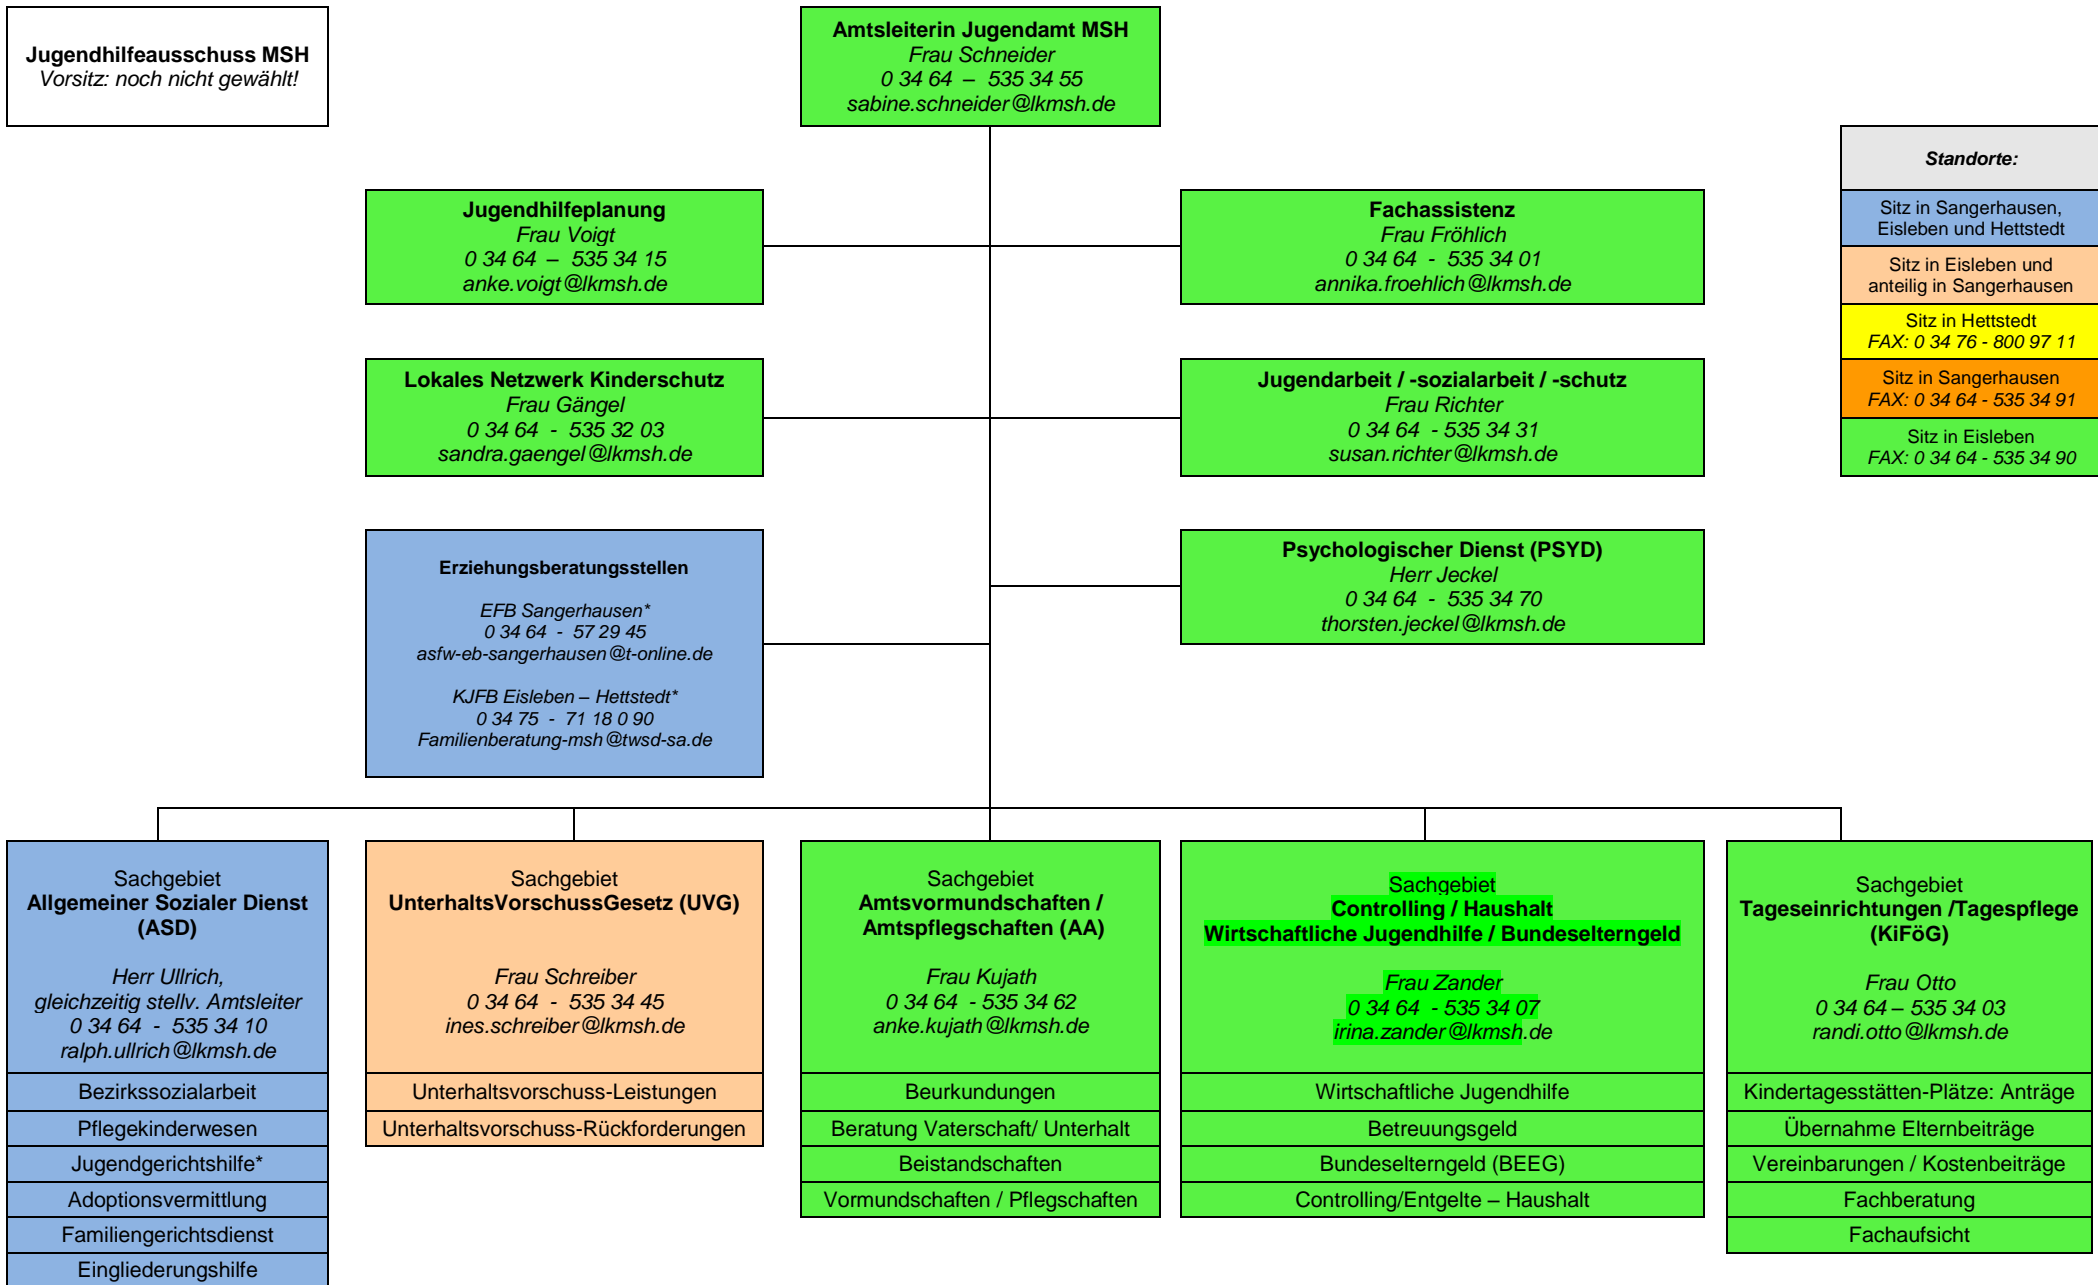 Jugendhilfeausschuss MSH
Vorsitz: noch nicht gewählt!
Amtsleiterin Jugendamt MSH
Frau Schneider
0 34 64 – 535 34 55
sabine.schneider@lkmsh.de
Standorte:
Sitz in Sangerhausen,
Eisleben und Hettstedt
Sitz in Eisleben und
anteilig in Sangerhausen
Sitz in Hettstedt
FAX: 0 34 76 - 800 97 11
Sitz in Sangerhausen
FAX: 0 34 64 - 535 34 91
Sitz in Eisleben
FAX: 0 34 64 - 535 34 90
Jugendhilfeplanung
Frau Voigt
0 34 64 – 535 34 15
anke.voigt@lkmsh.de
Fachassistenz
Frau Fröhlich
0 34 64 - 535 34 01
annika.froehlich@lkmsh.de
Lokales Netzwerk Kinderschutz
Frau Gängel
0 34 64 - 535 32 03
sandra.gaengel@lkmsh.de
Jugendarbeit / -sozialarbeit / -schutz
Frau Richter
0 34 64 - 535 34 31
susan.richter@lkmsh.de
Erziehungsberatungsstellen
EFB Sangerhausen*
0 34 64 - 57 29 45
asfw-eb-sangerhausen@t-online.de
KJFB Eisleben – Hettstedt*
0 34 75 - 71 18 0 90
Familienberatung-msh@twsd-sa.de
Psychologischer Dienst (PSYD)
Herr Jeckel
0 34 64 - 535 34 70
thorsten.jeckel@lkmsh.de
Sachgebiet
Allgemeiner Sozialer Dienst
(ASD)
Herr Ullrich,
gleichzeitig stellv. Amtsleiter
0 34 64 - 535 34 10
ralph.ullrich@lkmsh.de
Bezirkssozialarbeit
Pflegekinderwesen
Jugendgerichtshilfe*
Adoptionsvermittlung
Familiengerichtsdienst
Eingliederungshilfe
Sachgebiet
UnterhaltsVorschussGesetz (UVG)
Frau Schreiber
0 34 64 - 535 34 45
ines.schreiber@lkmsh.de
Unterhaltsvorschuss-Leistungen
Unterhaltsvorschuss-Rückforderungen
Sachgebiet
Amtsvormundschaften /
Amtspflegschaften (AA)
Frau Kujath
0 34 64 - 535 34 62
anke.kujath@lkmsh.de
Beurkundungen
Beratung Vaterschaft/ Unterhalt
Beistandschaften
Vormundschaften / Pflegschaften
Sachgebiet
Controlling / Haushalt
Wirtschaftliche Jugendhilfe / Bundeselterngeld
Frau Zander
0 34 64 - 535 34 07
irina.zander@lkmsh.de
Wirtschaftliche Jugendhilfe
Betreuungsgeld
Bundeselterngeld (BEEG)
Controlling/Entgelte – Haushalt
Sachgebiet
Tageseinrichtungen /Tagespflege
(KiFöG)
Frau Otto
0 34 64 – 535 34 03
randi.otto@lkmsh.de
Kindertagesstätten-Plätze: Anträge
Übernahme Elternbeiträge
Vereinbarungen / Kostenbeiträge
Fachberatung
Fachaufsicht